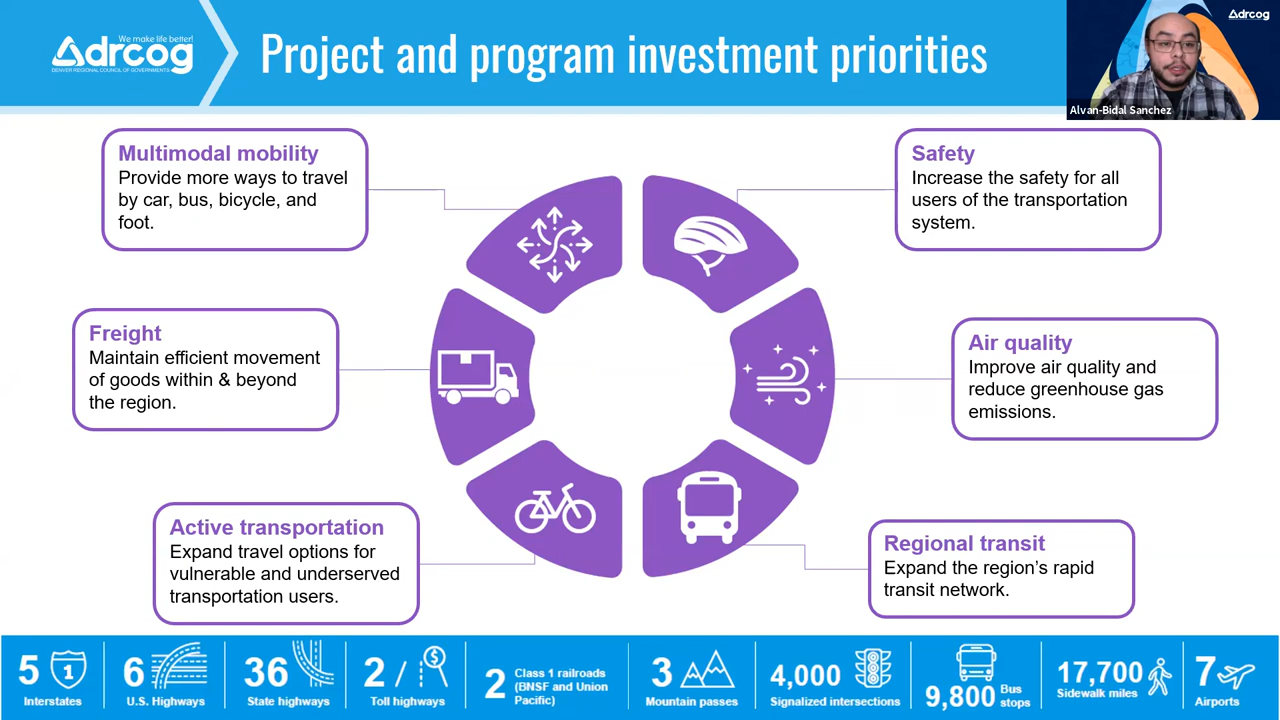 We make life better!
drcog
DENVER REGIONAL COUNCIL OF GOVERNMENTS
Project and program investment priorities
drcog
Alvan-Bidal Sanchez
Multimodal mobility
Provide more ways to travel
by car, bus, bicycle, and
foot.
Safety
Increase the safety for all
users of the transportation
system.
Freight
Maintain efficient movement
of goods within & beyond
the region.
Air quality
Improve air quality and
reduce greenhouse gas
emissions.
Active transportation
Expand travel options for
vulnerable and underserved
transportation users.
Regional transit
Expand the region’s rapid
transit network.
5
1
Interstates
6
U.S. Highways
36
State highways
2
$
Toll highways
2
Class 1 railroads
(BNSF and Union
Pacific)
3
Mountain passes
4,000
Signalized intersections
9,800
Bus
stops
17,700
Sidewalk miles
7
Airports